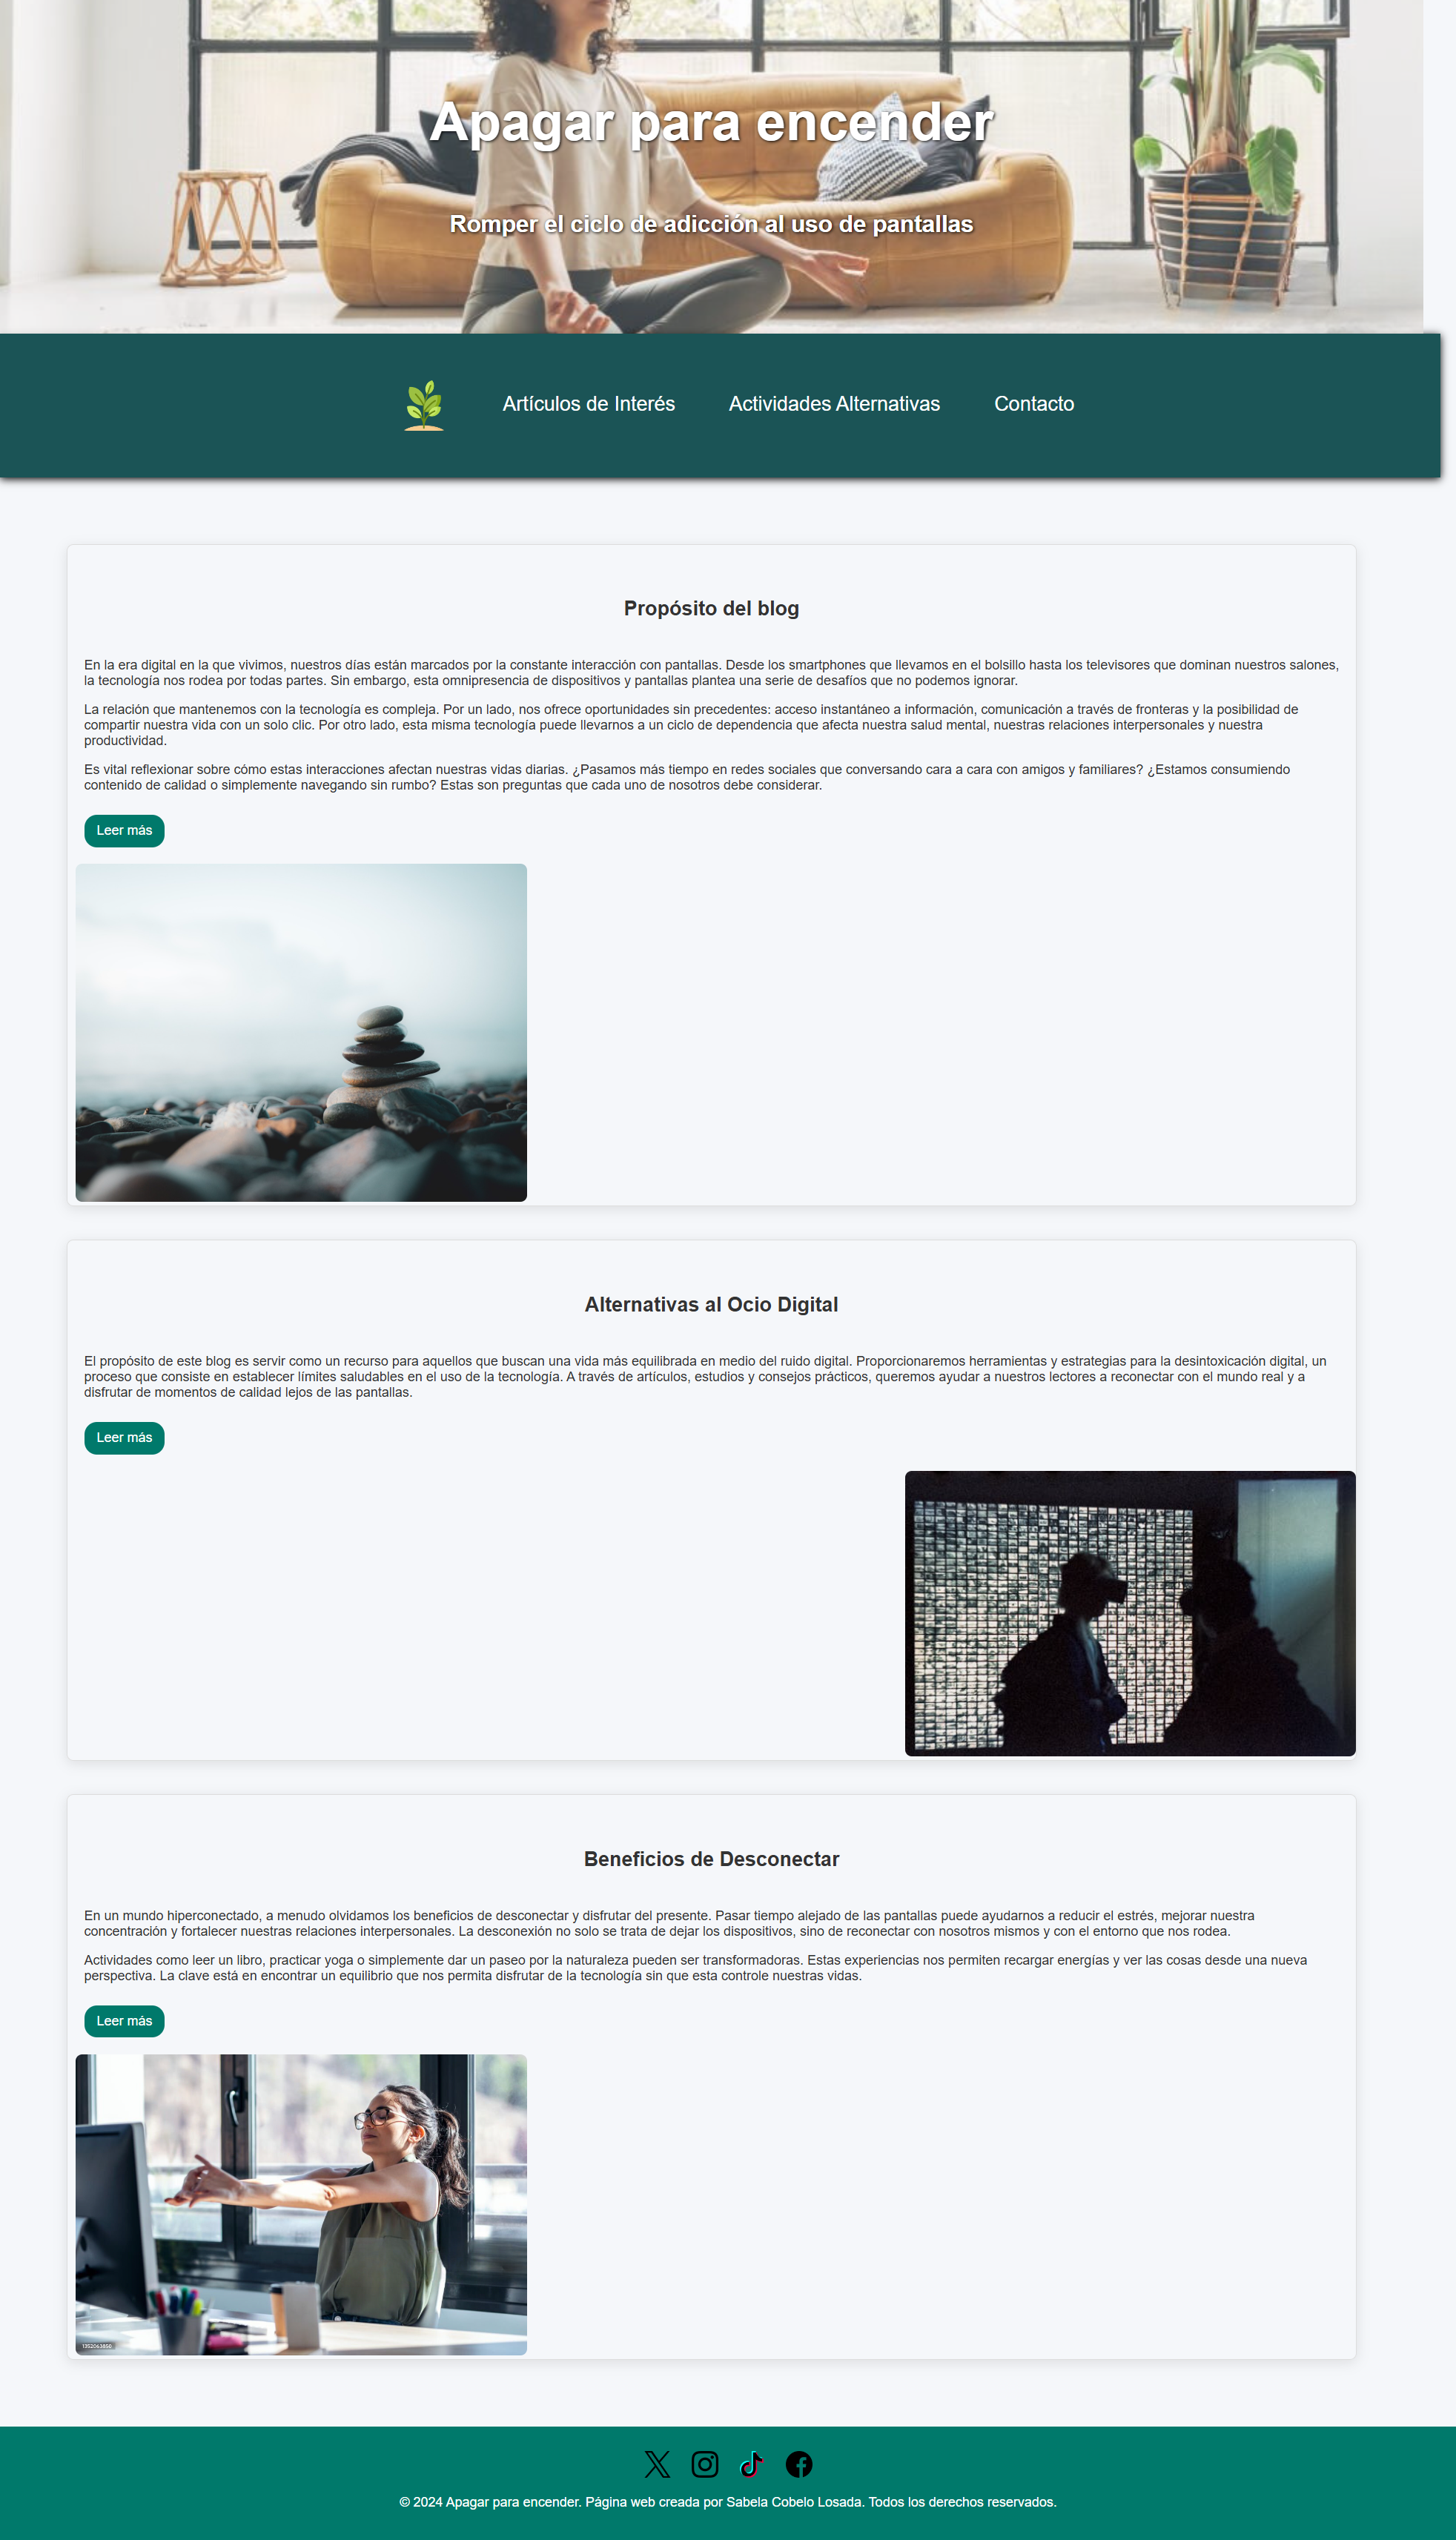 Apagar para encender
Romper el ciclo de adicción al uso de pantallas
Artículos de Interés
Actividades Alternativas
Contacto
Propósito del blog
En la era digital en la que vivimos, nuestros días están marcados por la constante interacción con pantallas. Desde los smartphones que llevamos en el bolsillo hasta los televisores que dominan nuestros salones,
la tecnología nos rodea por todas partes. Sin embargo, esta omnipresencia de dispositivos y pantallas plantea una serie de desafíos que no podemos ignorar.
La relación que mantenemos con la tecnología es compleja. Por un lado, nos ofrece oportunidades sin precedentes: acceso instantáneo a información, comunicación a través de fronteras y la posibilidad de
compartir nuestra vida con un solo clic. Por otro lado, esta misma tecnología puede llevarnos a un ciclo de dependencia que afecta nuestra salud mental, nuestras relaciones interpersonales y nuestra
productividad.
Es vital reflexionar sobre cómo estas interacciones afectan nuestras vidas diarias. ¿Pasamos más tiempo en redes sociales que conversando cara a cara con amigos y familiares? ¿Estamos consumiendo
contenido de calidad o simplemente navegando sin rumbo? Estas son preguntas que cada uno de nosotros debe considerar.
Leer más
Alternativas al Ocio Digital
El propósito de este blog es servir como un recurso para aquellos que buscan una vida más equilibrada en medio del ruido digital. Proporcionaremos herramientas y estrategias para la desintoxicación digital, un
proceso que consiste en establecer límites saludables en el uso de la tecnología. A través de artículos, estudios y consejos prácticos, queremos ayudar a nuestros lectores a reconectar con el mundo real y a
disfrutar de momentos de calidad lejos de las pantallas.
Leer más
Beneficios de Desconectar
En un mundo hiperconectado, a menudo olvidamos los beneficios de desconectar y disfrutar del presente. Pasar tiempo alejado de las pantallas puede ayudarnos a reducir el estrés, mejorar nuestra
concentración y fortalecer nuestras relaciones interpersonales. La desconexión no solo se trata de dejar los dispositivos, sino de reconectar con nosotros mismos y con el entorno que nos rodea.
Actividades como leer un libro, practicar yoga o simplemente dar un paseo por la naturaleza pueden ser transformadoras. Estas experiencias nos permiten recargar energías y ver las cosas desde una nueva
perspectiva. La clave está en encontrar un equilibrio que nos permita disfrutar de la tecnología sin que esta controle nuestras vidas.
Leer más
1352063850
© 2024 Apagar para encender. Página web creada por Sabela Cobelo Losada. Todos los derechos reservados.